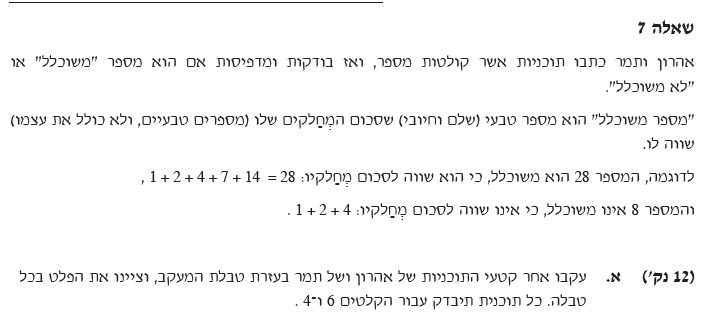 שאלה 7
אהרון ותמר כתבו תוכניות אשר קולטות מספר, ואז בודקות ומדפיסות אם הוא מספר "משוכלל" או
"לא משוכלל".
"מספר משוכלל" הוא מספר טבעי (שלם וחיובי) שסכום המְחַלקים שלו (מספרים טבעיים, ולא כולל את עצמו)
שווה לו.
לדוגמה, המספר 28 הוא משוכלל, כי הוא שווה לסכום מְחַלקיו: 28 = 1 + 2 + 4 + 7 + 14 ,
והמספר 8 אינו משוכלל, כי אינו שווה לסכום מְחַלקיו: 1 + 2 + 4 .
(12 נק') א. עקבו אחר קטעי התוכניות של אהרון ושל תמר בעזרת טבלת המעקב, וציינו את הפלט בכל
טבלה. כל תוכנית תיבדק עבור הקלטים 6 ו־4 .